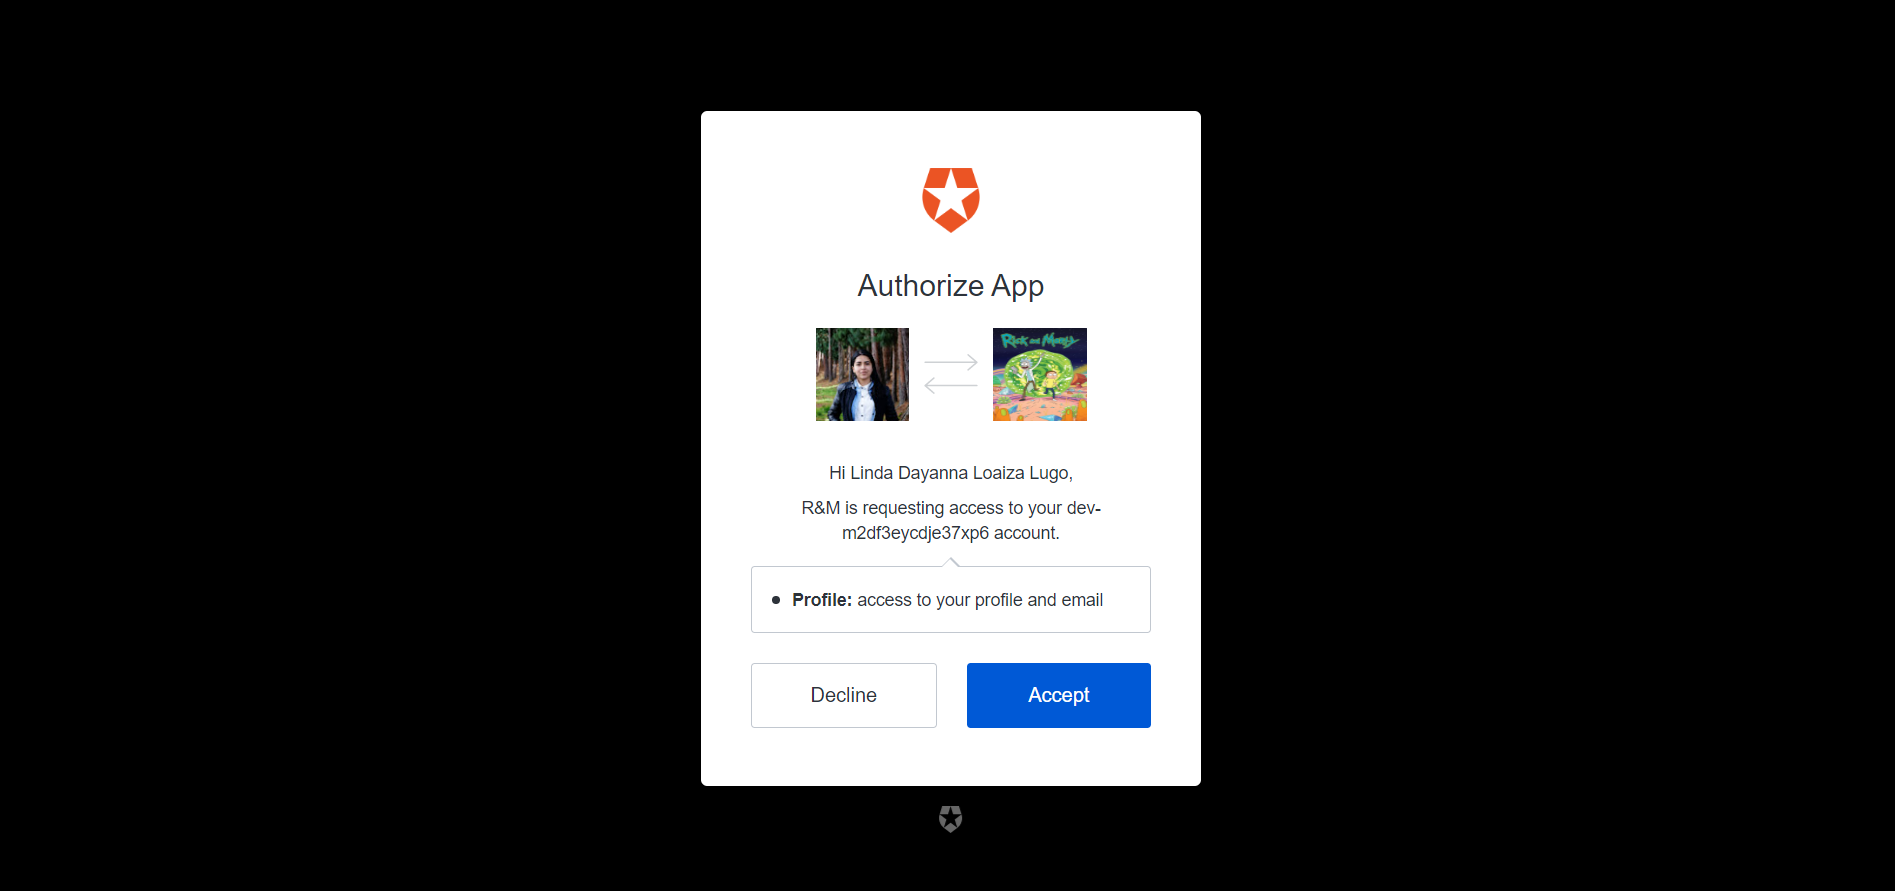 Authorize App
Rick and Morty
Hi Linda Dayanna Loaiza Lugo,
R&M is requesting access to your dev-
m2df3eycdje37xp6 account.
Profile: access to your profile and email
Decline
Accept